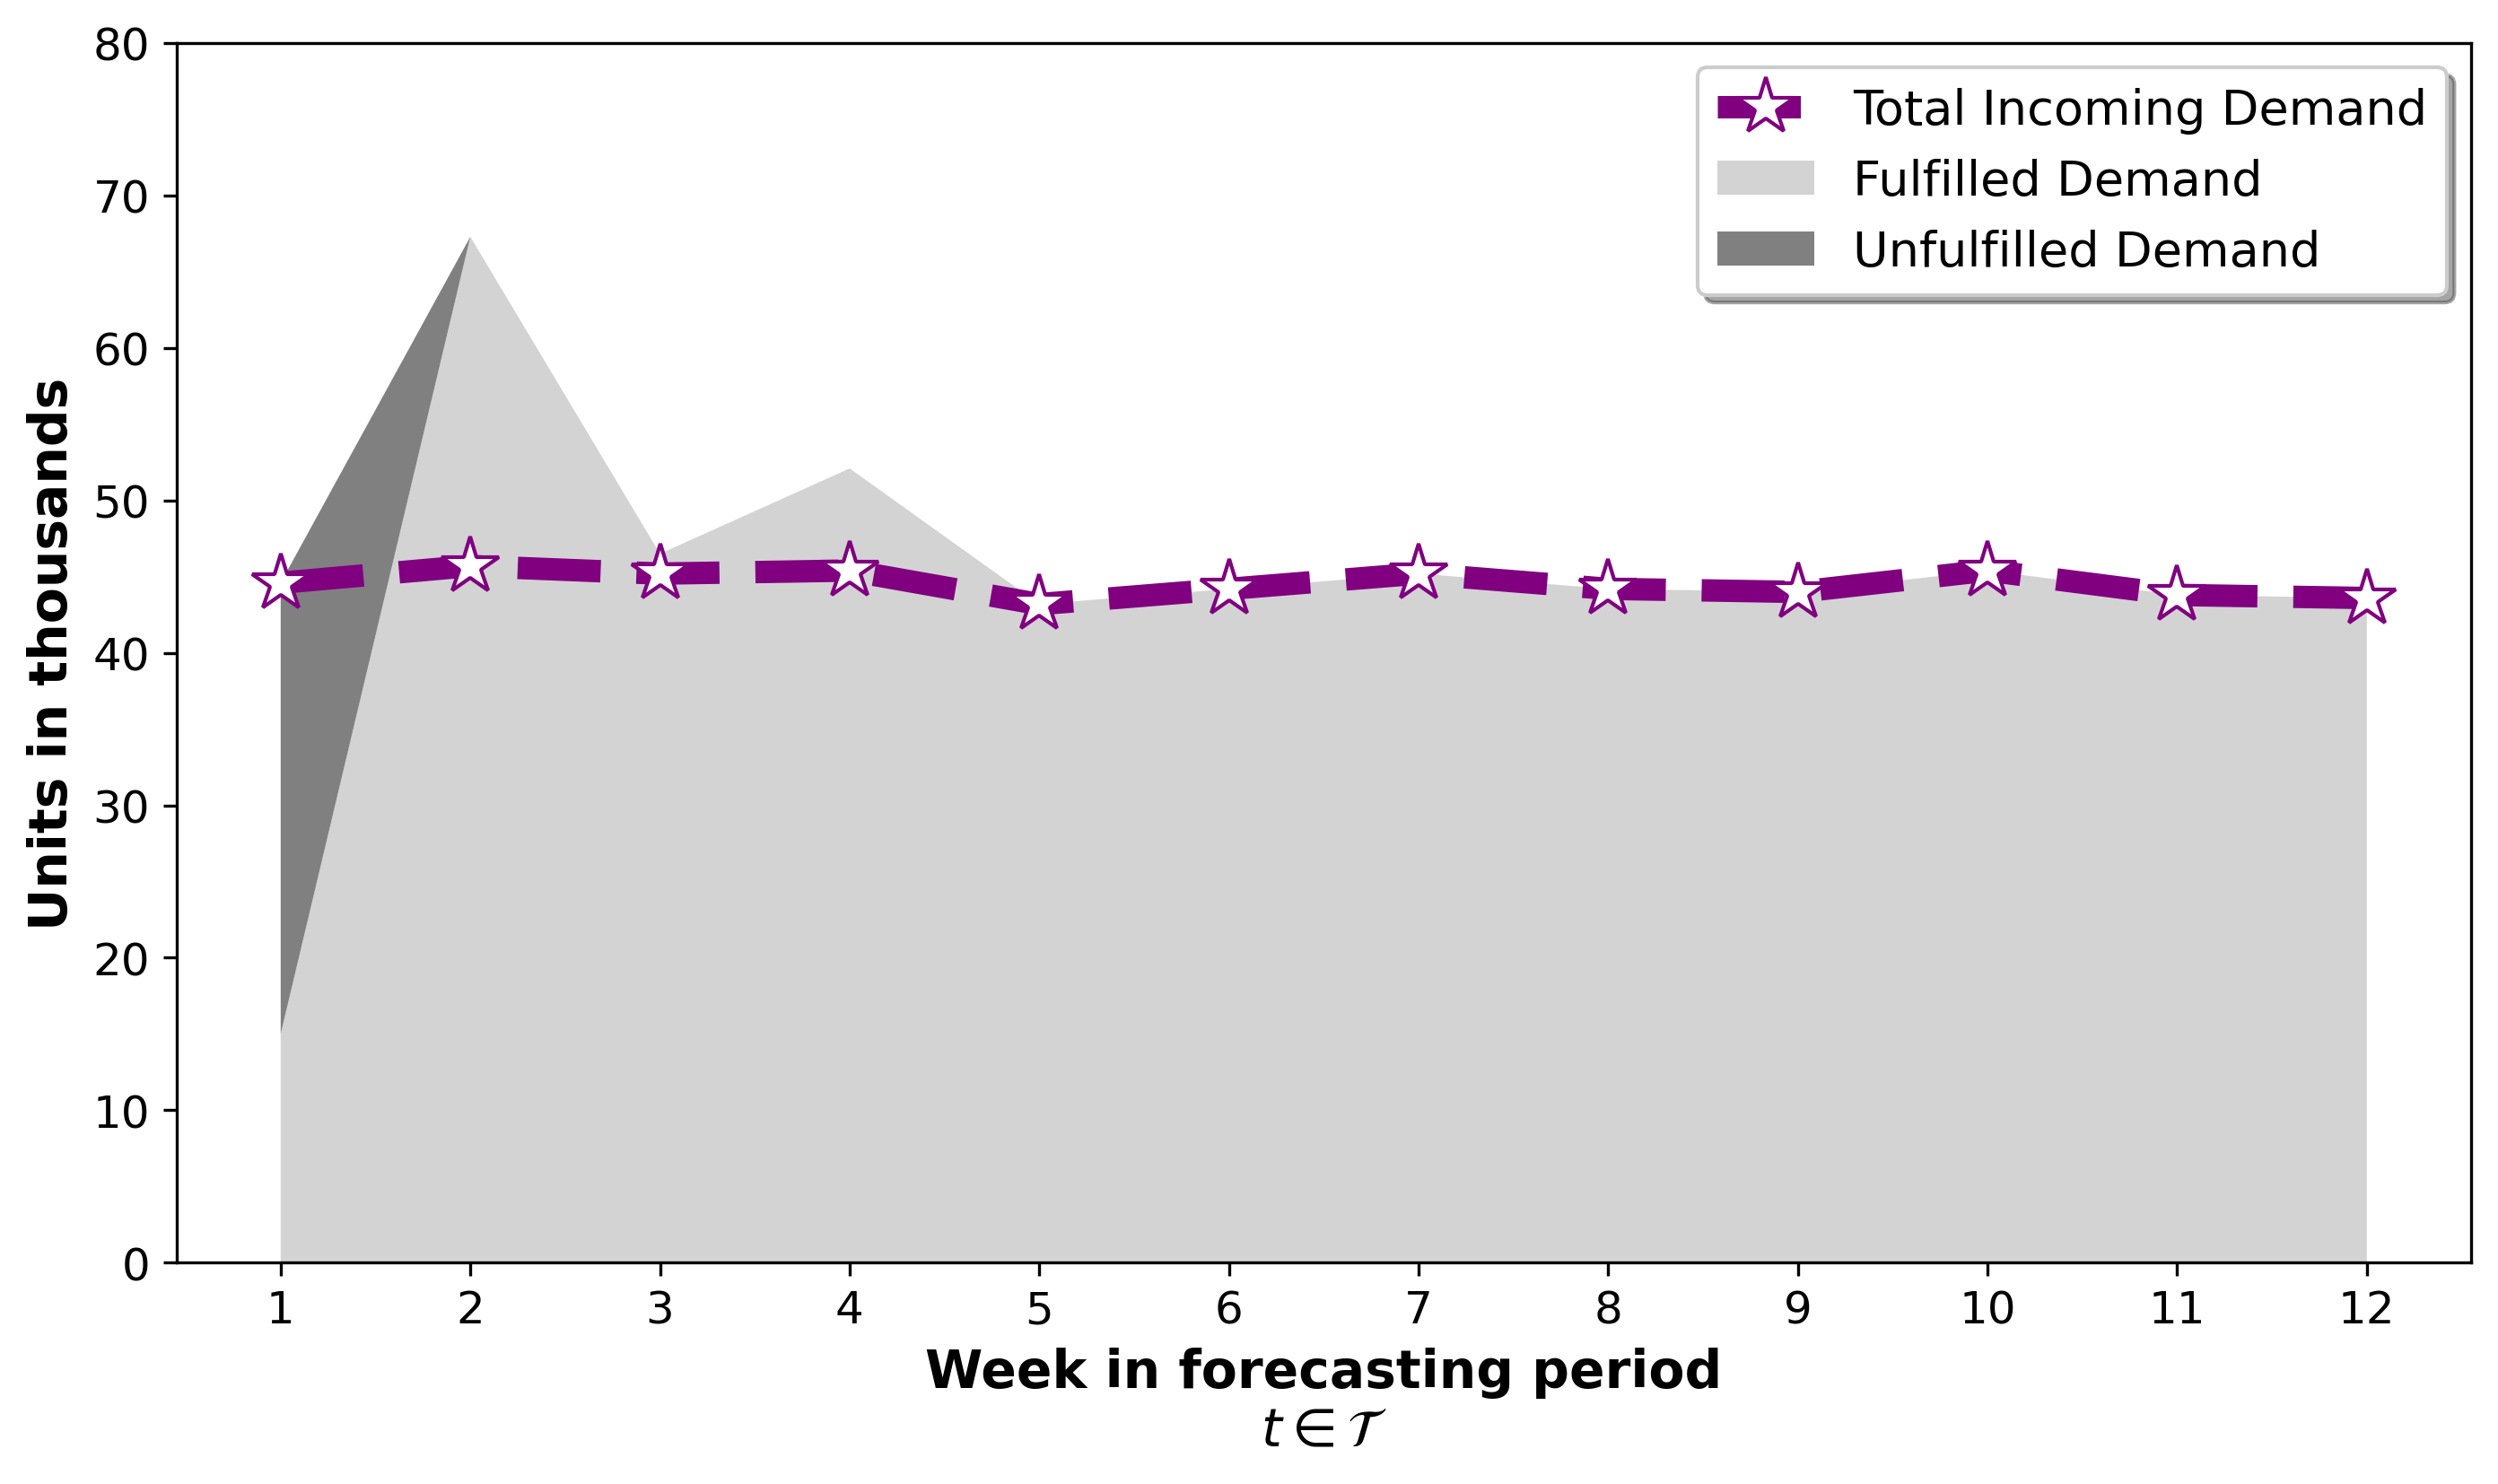 80
70
60
50
40
30
20
10
0
Units in thousands
Total Incoming Demand
Fulfilled Demand
Unfulfilled Demand
1 2 3 4 5 6 7 8 9 10 11 12
Week in forecasting period
t ∈ 𝒯